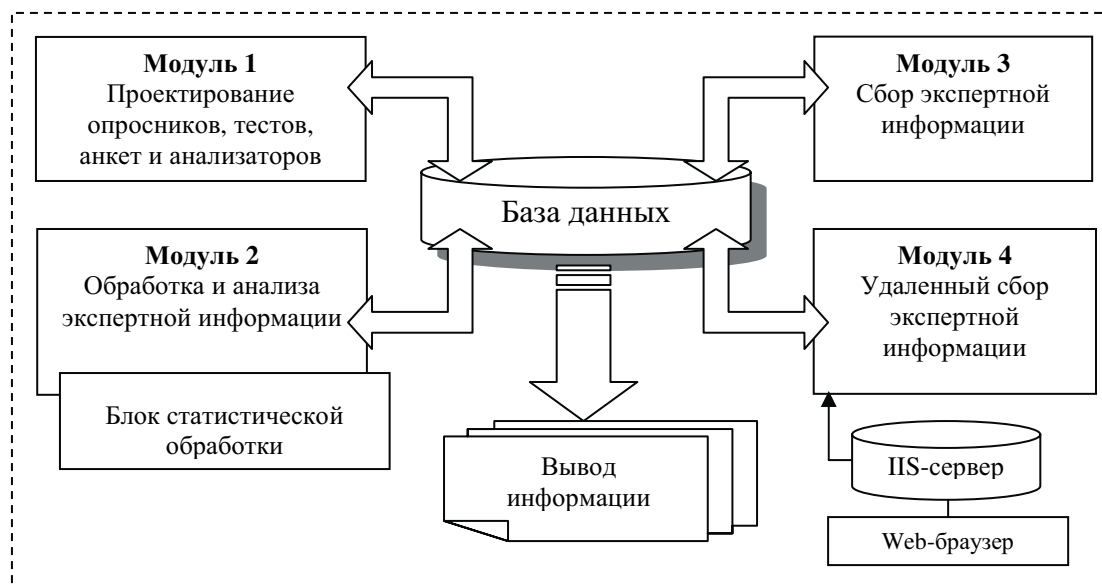 Модуль 1
Проектирование
опросников, тестов,
анкет и анализаторов
Модуль 3
Сбор экспертной
информации
База данных
Модуль 2
Обработка и анализа
экспертной информации
Блок статистической
обработки
Модуль 4
Удаленный сбор
экспертной
информации
Вывод
информации
IIS-сервер
Web-браузер